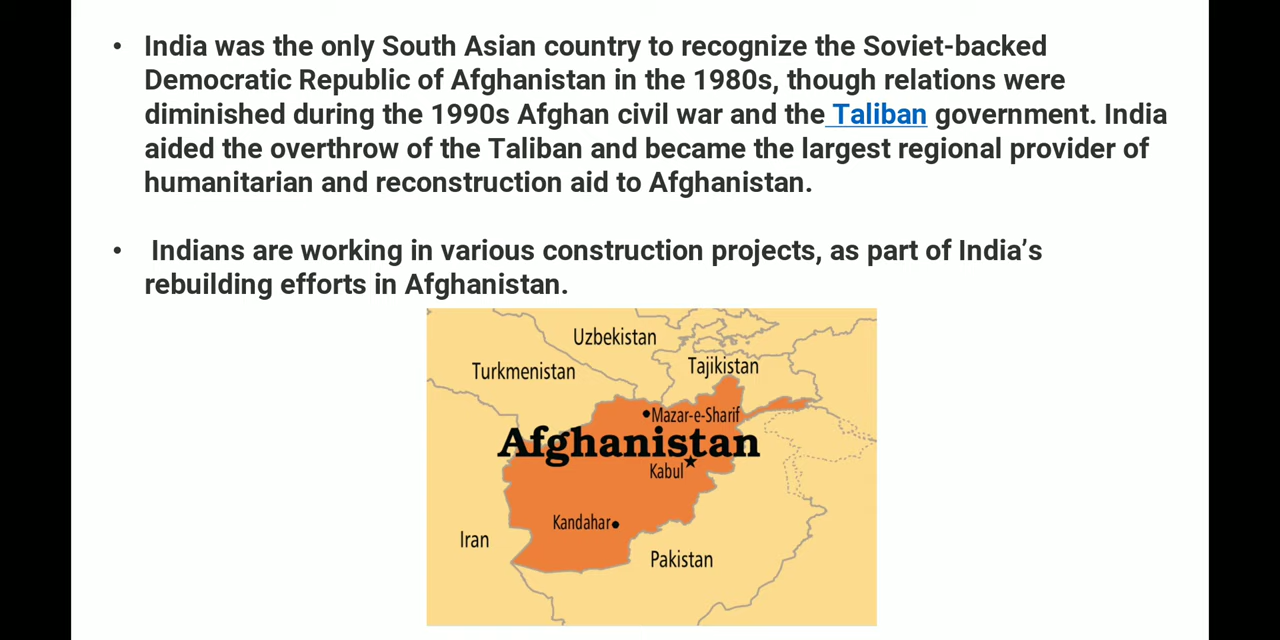 • India was the only South Asian country to recognize the Soviet-backed
Democratic Republic of Afghanistan in the 1980s, though relations were
diminished during the 1990s Afghan civil war and the Taliban government. India
aided the overthrow of the Taliban and became the largest regional provider of
humanitarian and reconstruction aid to Afghanistan.
• Indians are working in various construction projects, as part of India’s
rebuilding efforts in Afghanistan.
Uzbekistan
Tajikistan
Turkmenistan
Mazar-e-Sharif
Afghanistan
Kabul
Kandahar
Iran
Pakistan